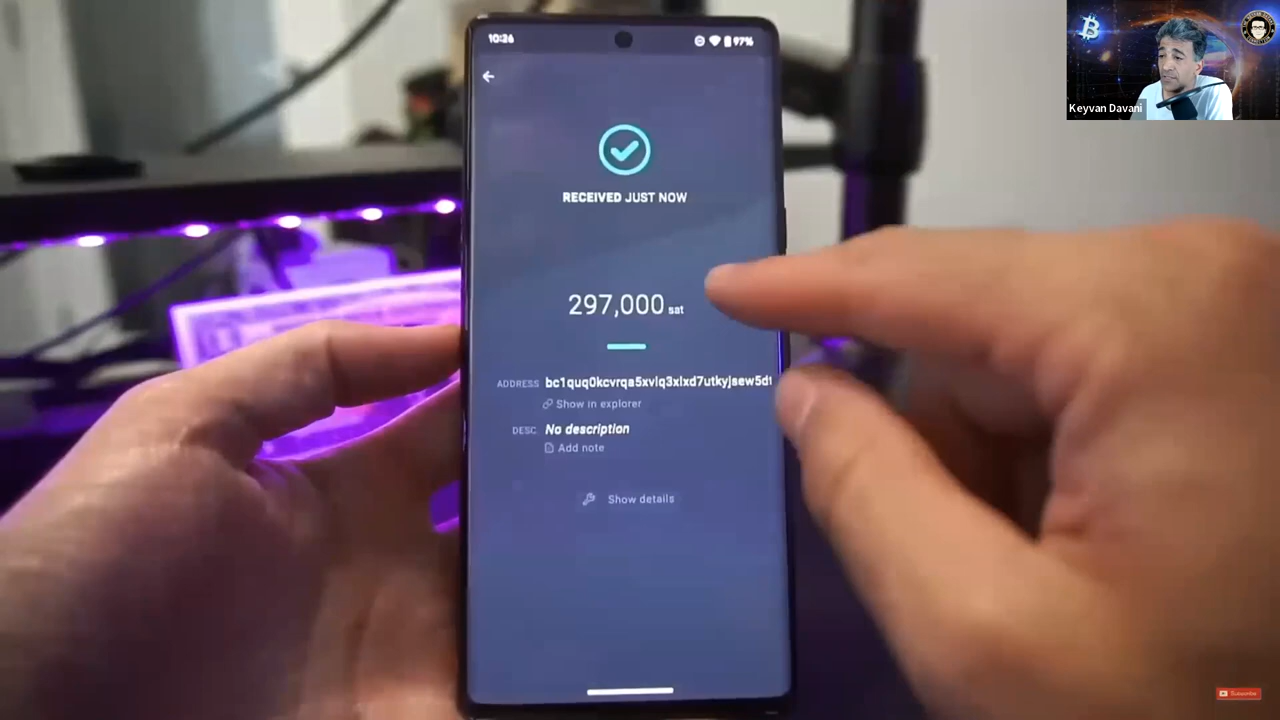 10:26
97%
RECEIVED JUST NOW
297,000 sat
ADDRESS
Show in explorer
DESC
No description
Add note
Show details
Keyvan Davani
Subscribe